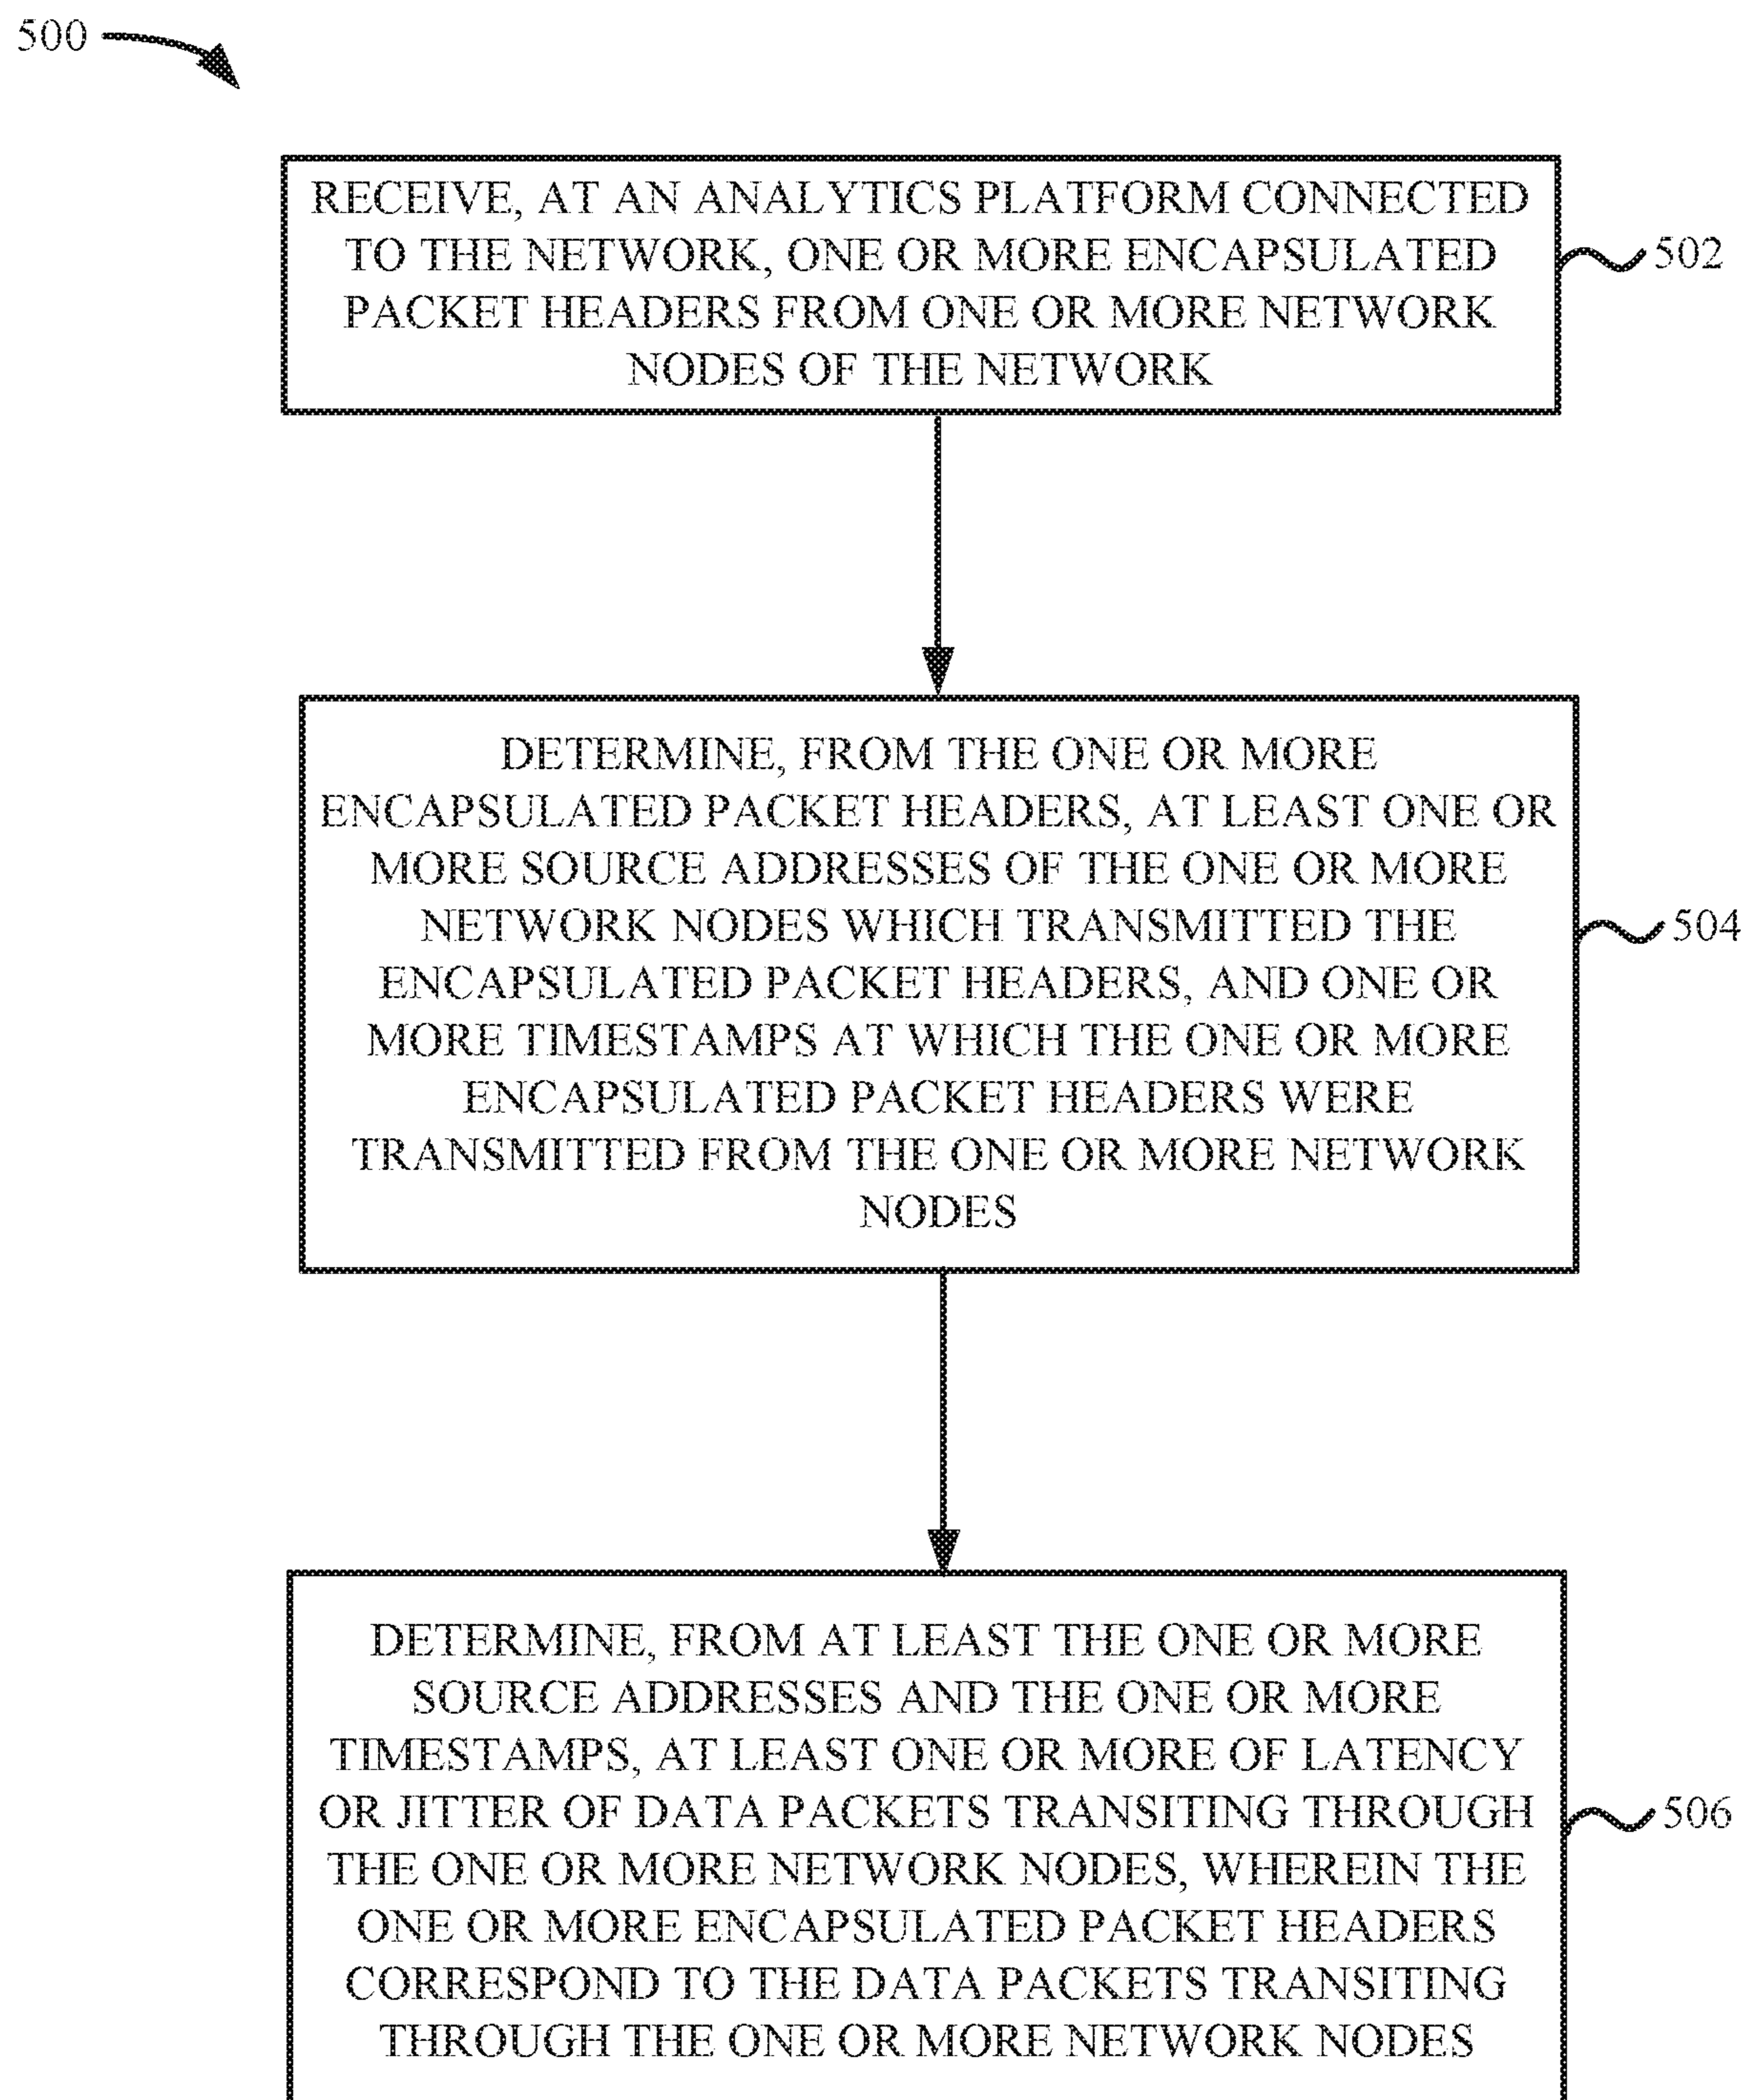 500
RECEIVE, AT AN ANALYTICS PLATFORM CONNECTED
TO THE NETWORK, ONE OR MORE ENCAPSULATED
PACKET HEADERS FROM ONE OR MORE NETWORK
NODES OF THE NETWORK
502
DETERMINE, FROM THE ONE OR MORE
ENCAPSULATED PACKET HEADERS, AT LEAST ONE OR
MORE SOURCE ADDRESSES OF THE ONE OR MORE
NETWORK NODES WHICH TRANSMITTED THE
ENCAPSULATED PACKET HEADERS, AND ONE OR
MORE TIMESTAMPS AT WHICH THE ONE OR MORE
ENCAPSULATED PACKET HEADERS WERE
TRANSMITTED FROM THE ONE OR MORE NETWORK
NODES
504
DETERMINE, FROM AT LEAST THE ONE OR MORE
SOURCE ADDRESSES AND THE ONE OR MORE
TIMESTAMPS, AT LEAST ONE OR MORE OF LATENCY
OR JITTER OF DATA PACKETS TRANSITING THROUGH
THE ONE OR MORE NETWORK NODES, WHEREIN THE
ONE OR MORE ENCAPSULATED PACKET HEADERS
CORRESPOND TO THE DATA PACKETS TRANSITING
THROUGH THE ONE OR MORE NETWORK NODES
506